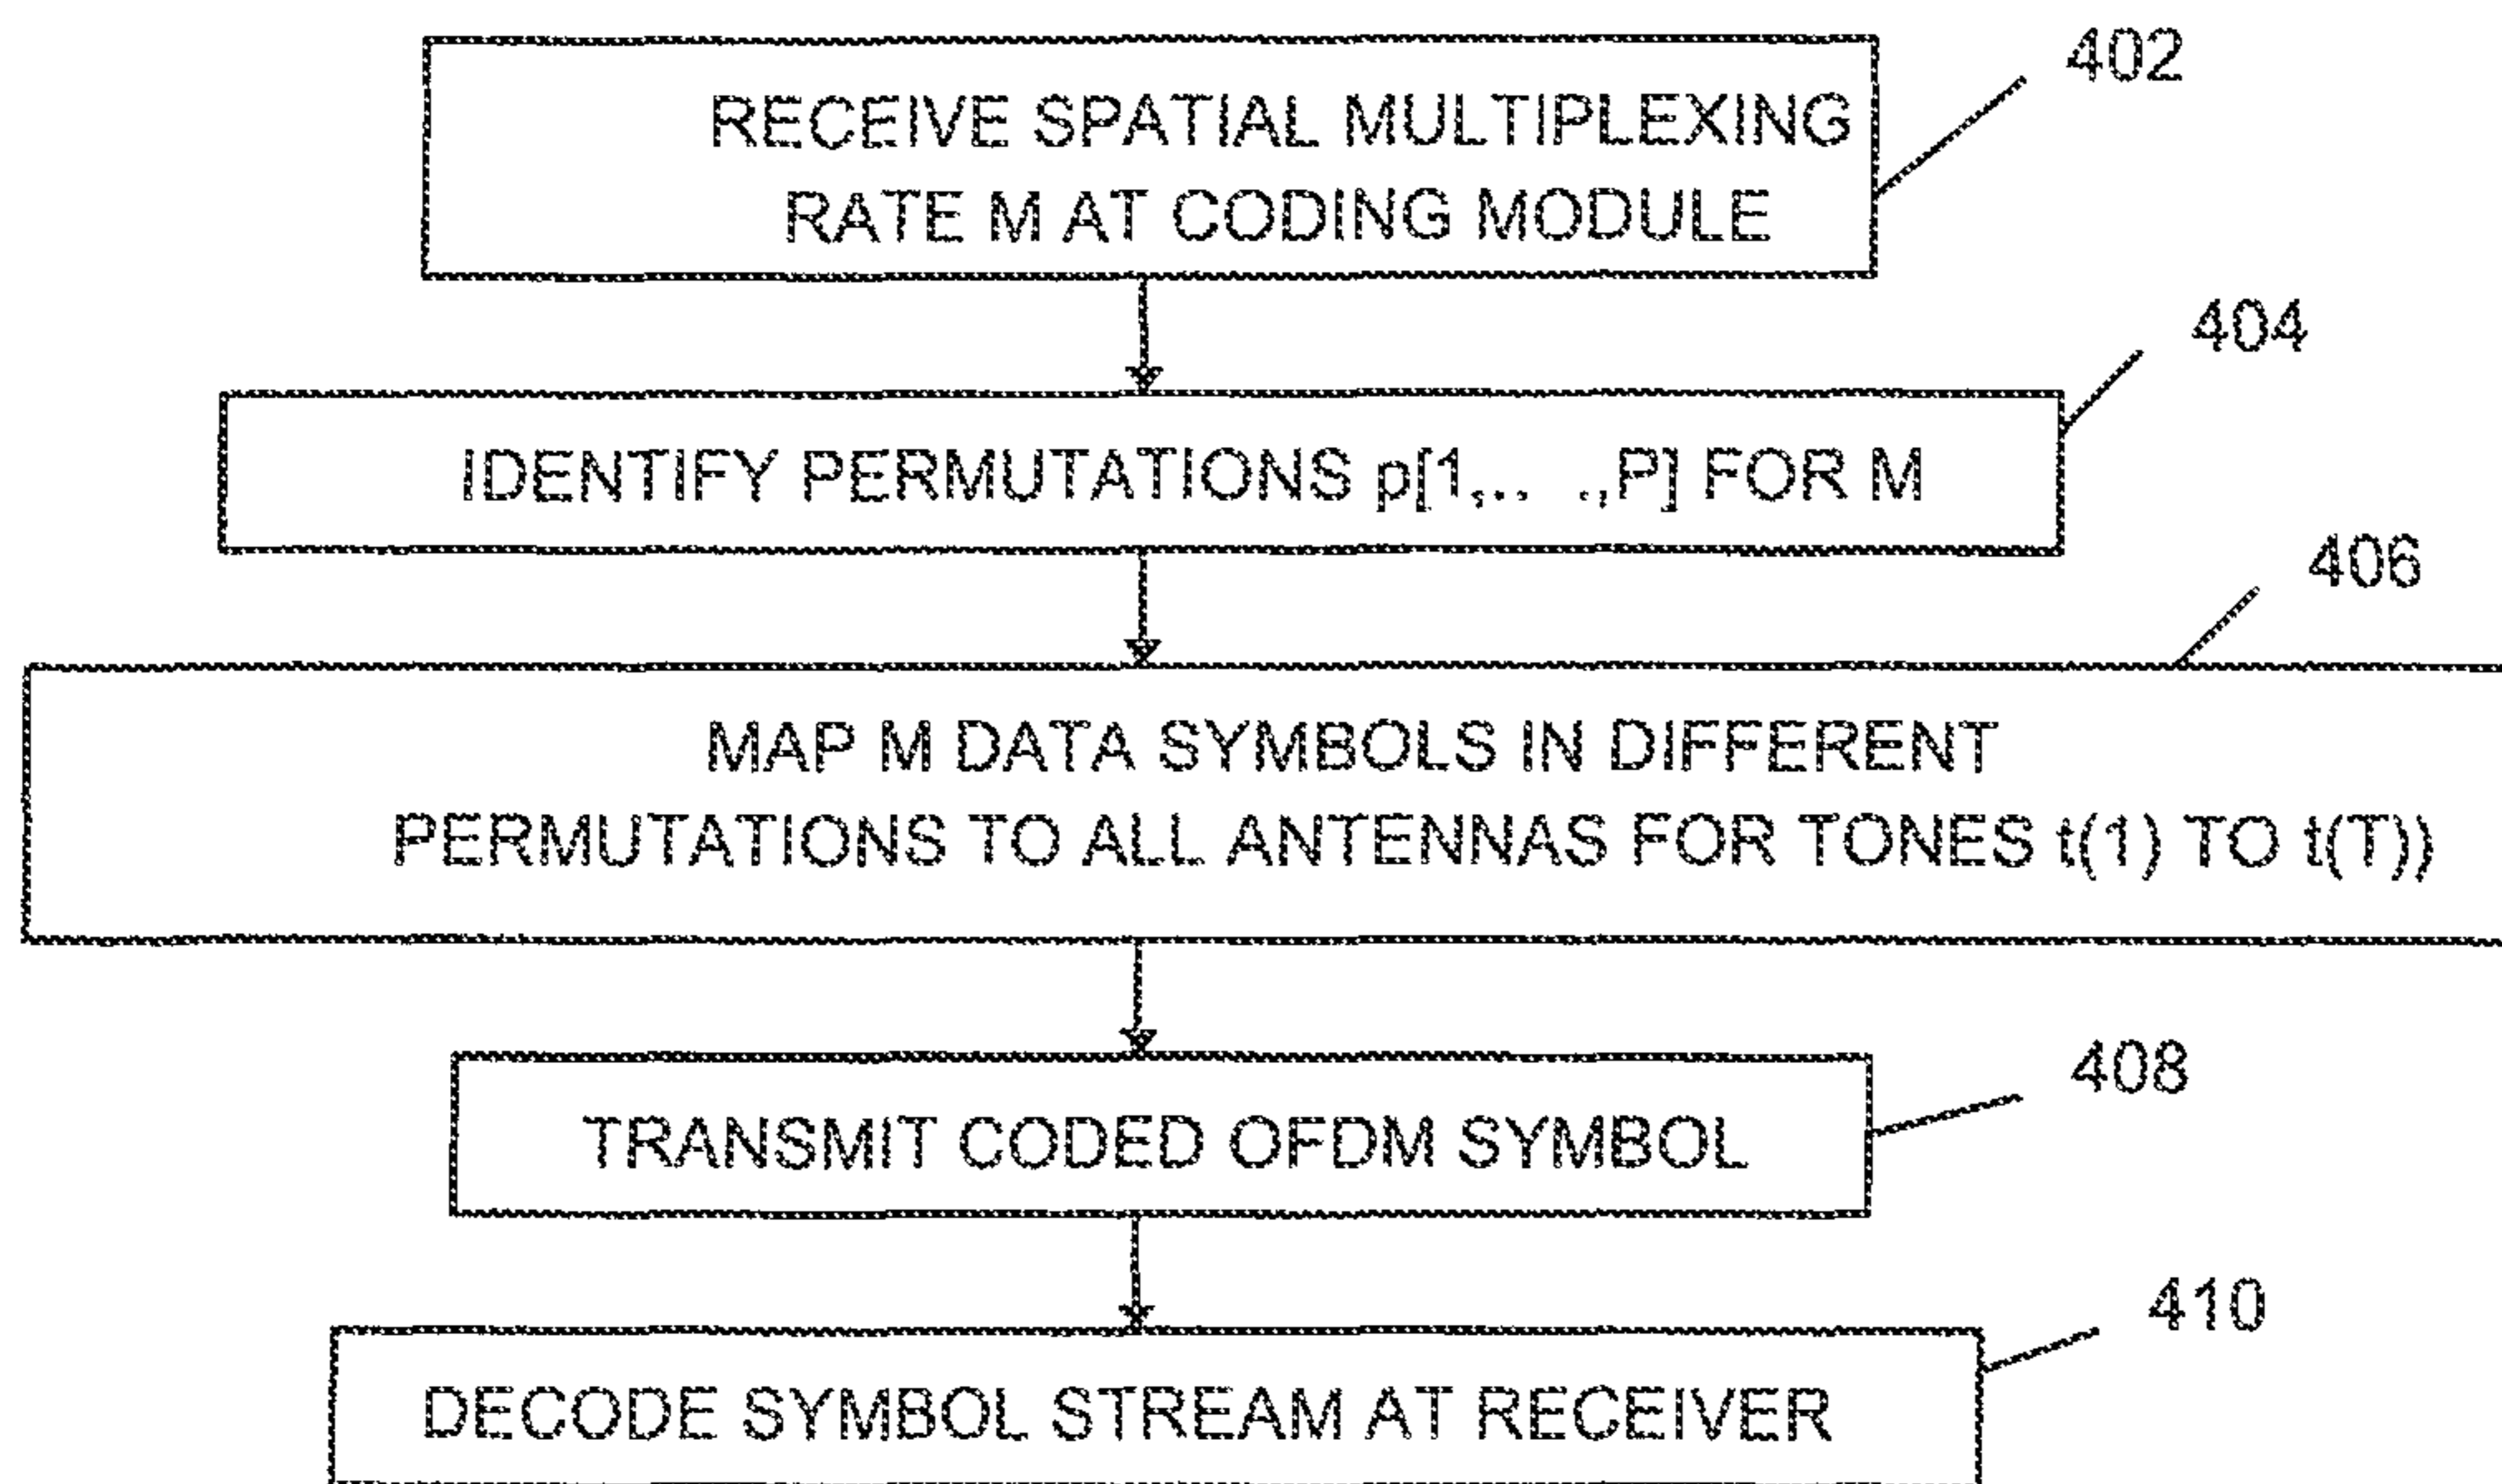 402
RECEIVE SPATIAL MULTIPLEXING
RATE M AT CODING MODULE
404
IDENTIFY PERMUTATIONS p[1,.. .,P] FOR M
406
MAP M DATA SYMBOLS IN DIFFERENT
PERMUTATIONS TO ALL ANTENNAS FOR TONES t(1) TO t(T))
408
TRANSMIT CODED OFDM SYMBOL
410
DECODE SYMBOL STREAM AT RECEIVER